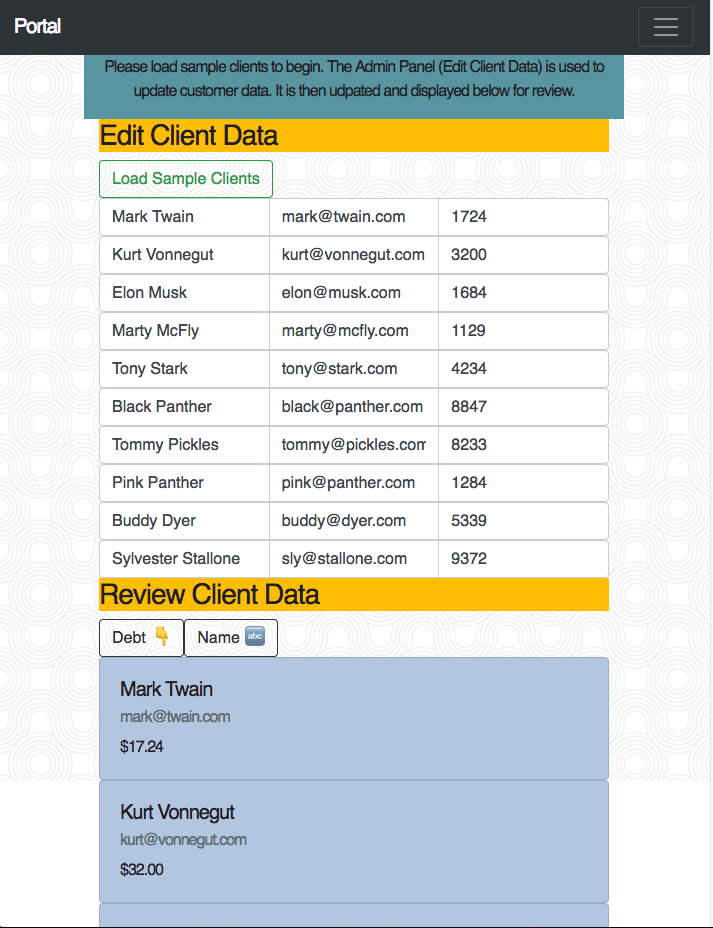 Portal
Please load sample clients to begin. The Admin Panel (Edit Client Data) is used to
update customer data. It is then udpated and displayed below for review.
Edit Client Data
Load Sample Clients
Mark Twain mark@twain.com 1724
Kurt Vonnegut kurt@vonnegut.com 3200
Elon Musk elon@musk.com 1684
Marty McFly marty@mcfly.com 1129
Tony Stark tony@stark.com 4234
Black Panther black@panther.com 8847
Tommy Pickles tommy@pickles.com 8233
Pink Panther pink@panther.com 1284
Buddy Dyer buddy@dyer.com 5339
Sylvester Stallone sly@stallone.com 9372
Review Client Data
Debt 👇 Name 🔤
Mark Twain
mark@twain.com
$17.24
Kurt Vonnegut
kurt@vonnegut.com
$32.00